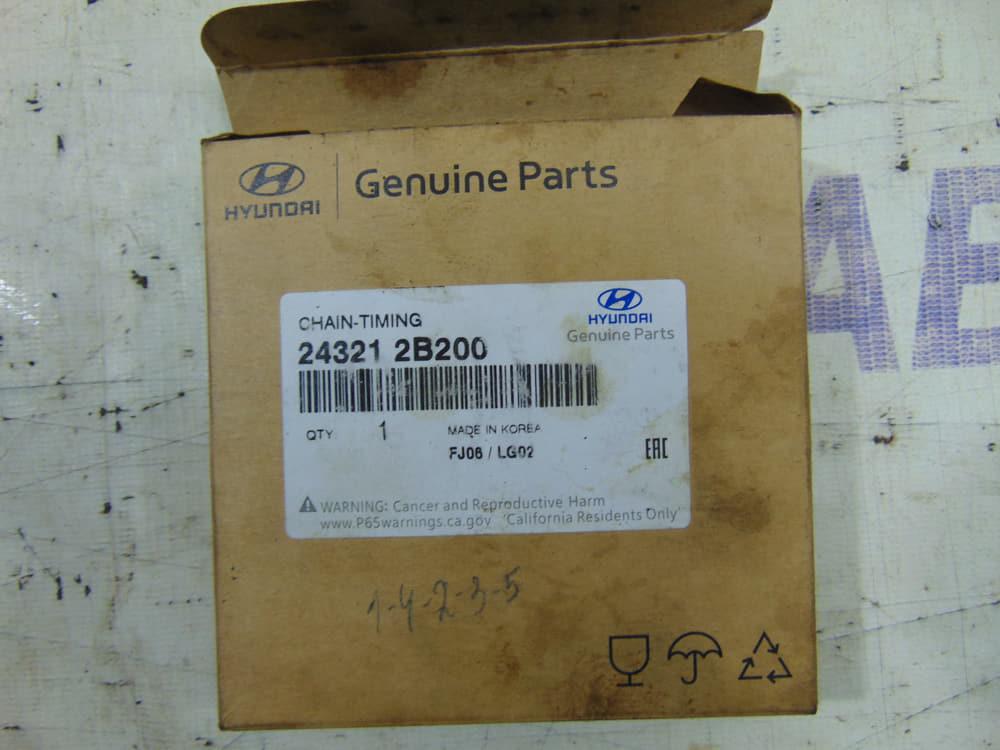 HYUNDAI
Genuine Parts
CHAIN-TIMING
24321 2B200
HYUNDAI
Genuine Parts
QTY 1 MADE IN KOREA
FJ06 / LG02
EAC
WARNING: Cancer and Reproductive Harm
www.P65warnings.ca.gov 'California Residents Only'
1-4-2-3-5
AE